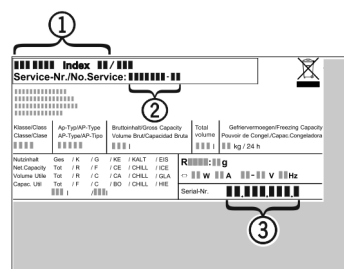 1
Index /
Service-Nr./No.Service: -
2
Klasse/Class Ap-Typ/AP-Type Bruttoinhalt/Gross Capacity Total Gefriervermoegen/Freezing Capacity
Classe/Clase AP-Type/AP-Tipo Volume Brut/Capacidad Bruta volume Pouvoir de Congel./Capac.Congeladora
l l kg / 24 h
Nutzinhalt Ges / K / G / KE / KALT / EIS
Net.Capacity Tot / R / F / CE / CHILL / ICE
Volume Utile Tot / R / C / CA / CHILL / GLA
Capac. Util Tot / F / C / BO / CHILL / HIE
l / l
R : g
W A - V Hz
Serial-Nr. . . .
3